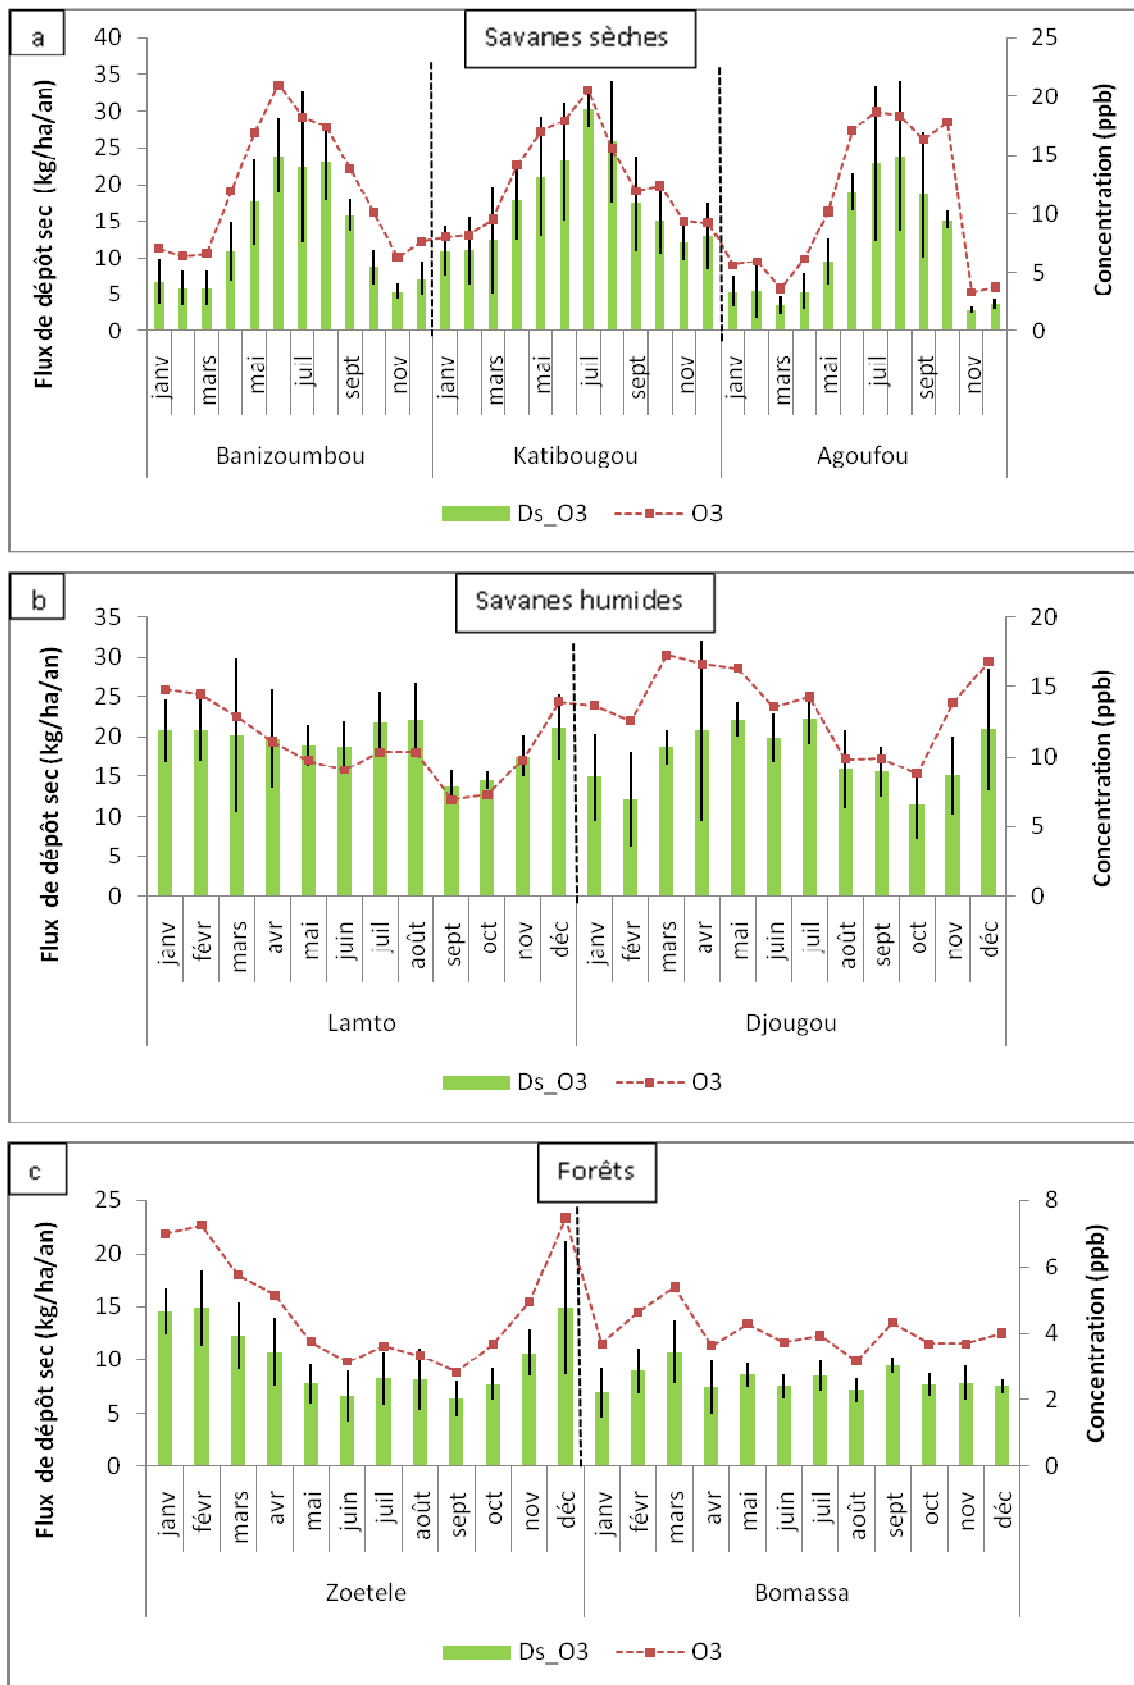 a
Savanes sèches
Flux de dépôt sec (kg/ha/an)
40
35
30
25
20
15
10
5
0
25
20
15
10
5
0
Concentration (ppb)
janv mars mai juil sept nov janv mars mai juil sept nov janv mars mai juil sept nov
Banizoumbou Katibougou Agoufou
Ds_O3 O3
b
Savanes humides
Flux de dépôt sec (kg/ha/an)
35
30
25
20
15
10
5
0
20
15
10
5
0
Concentration (ppb)
janv févr mars avr mai juin juil août sept oct nov déc janv févr mars avr mai juin juil août sept oct nov déc
Lamto Djougou
Ds_O3 O3
c
Forêts
Flux de dépôt sec (kg/ha/an)
25
20
15
10
5
0
8
6
4
2
0
Concentration (ppb)
janv févr mars avr mai juin juil août sept oct nov déc janv févr mars avr mai juin juil août sept oct nov déc
Zoetele Bomassa
Ds_O3 O3